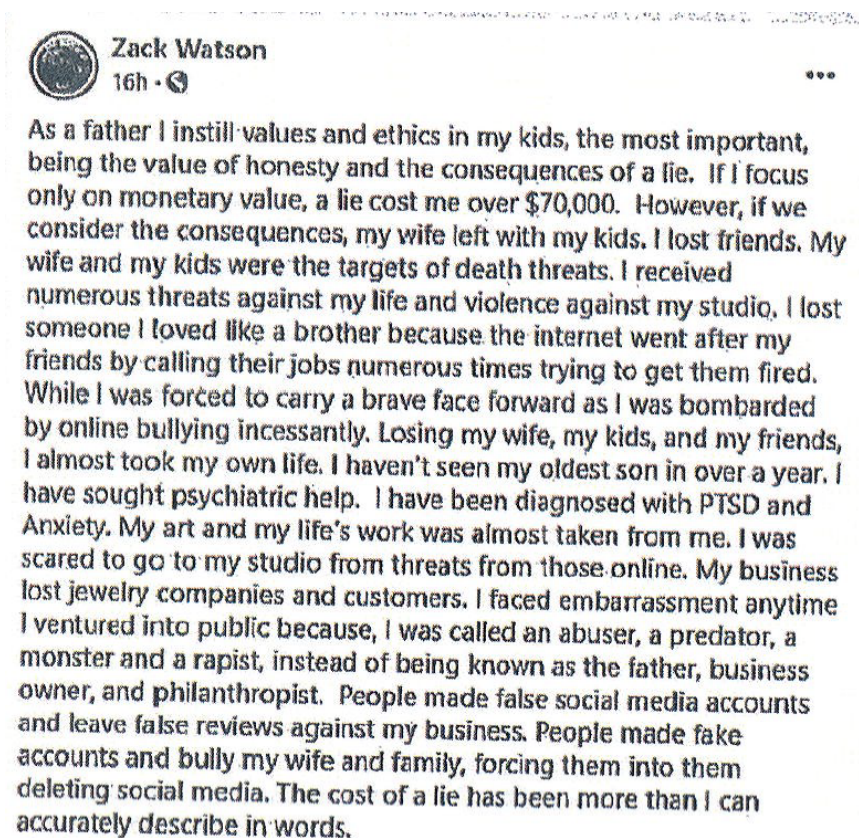 Zack Watson
16h ·
As a father I instill values and ethics in my kids, the most important,
being the value of honesty and the consequences of a lie. If I focus
only on monetary value, a lie cost me over $70,000. However, if we
consider the consequences, my wife left with my kids. I lost friends. My
wife and my kids were the targets of death threats. I received
numerous threats against my life and violence against my studio. I lost
someone I loved like a brother because the internet went after my
friends by calling their jobs numerous times trying to get them fired.
While I was forced to carry a brave face forward as I was bombarded
by online bullying incessantly. Losing my wife, my kids, and my friends,
I almost took my own life. I haven't seen my oldest son in over a year. I
have sought psychiatric help. I have been diagnosed with PTSD and
Anxiety. My art and my life's work was almost taken from me. I was
scared to go to my studio from threats from those online. My business
lost jewelry companies and customers. I faced embarrassment anytime
I ventured into public because, I was called an abuser, a predator, a
monster and a rapist, instead of being known as the father, business
owner, and philanthropist. People made false social media accounts
and leave false reviews against my business. People made fake
accounts and bully my wife and family, forcing them into them
deleting social media. The cost of a lie has been more than I can
accurately describe in words.